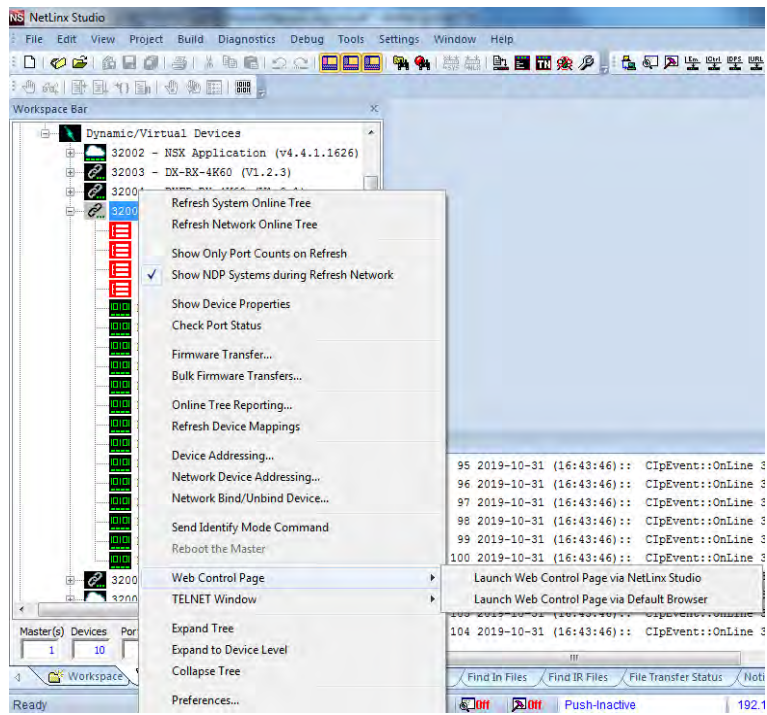 NetLinx Studio
File Edit View Project Build Diagnostics Debug Tools Settings Window Help
Workspace Bar
Dynamic/Virtual Devices
32002 - NSX Application (v4.4.1.1626)
32003 - DX-RX-4K60 (V1.2.3)
Refresh System Online Tree
Refresh Network Online Tree
Show Only Port Counts on Refresh
Show NDP Systems during Refresh Network
Show Device Properties
Check Port Status
Firmware Transfer...
Bulk Firmware Transfers...
Online Tree Reporting...
Refresh Device Mappings
Device Addressing...
Network Device Addressing...
Network Bind/Unbind Device...
Send Identify Mode Command
Reboot the Master
Web Control Page
TELNET Window
Expand Tree
Expand to Device Level
Collapse Tree
Preferences...
Launch Web Control Page via NetLinx Studio
Launch Web Control Page via Default Browser
95 2019-10-31 (16:43:46):: CIpEvent::OnLine 3
96 2019-10-31 (16:43:46):: CIpEvent::OnLine 3
97 2019-10-31 (16:43:46):: CIpEvent::OnLine 3
98 2019-10-31 (16:43:46):: CIpEvent::OnLine 3
99 2019-10-31 (16:43:46):: CIpEvent::OnLine 3
100 2019-10-31 (16:43:46):: CIpEvent::OnLine 3
104 2019-10-31 (16:43:46):: CIpEvent::OnLine 3
Master(s) Devices Por
1 10
Workspace
Find In Files Find IR Files File Transfer Status Noti
Ready
Off Off Push-Inactive 192.1